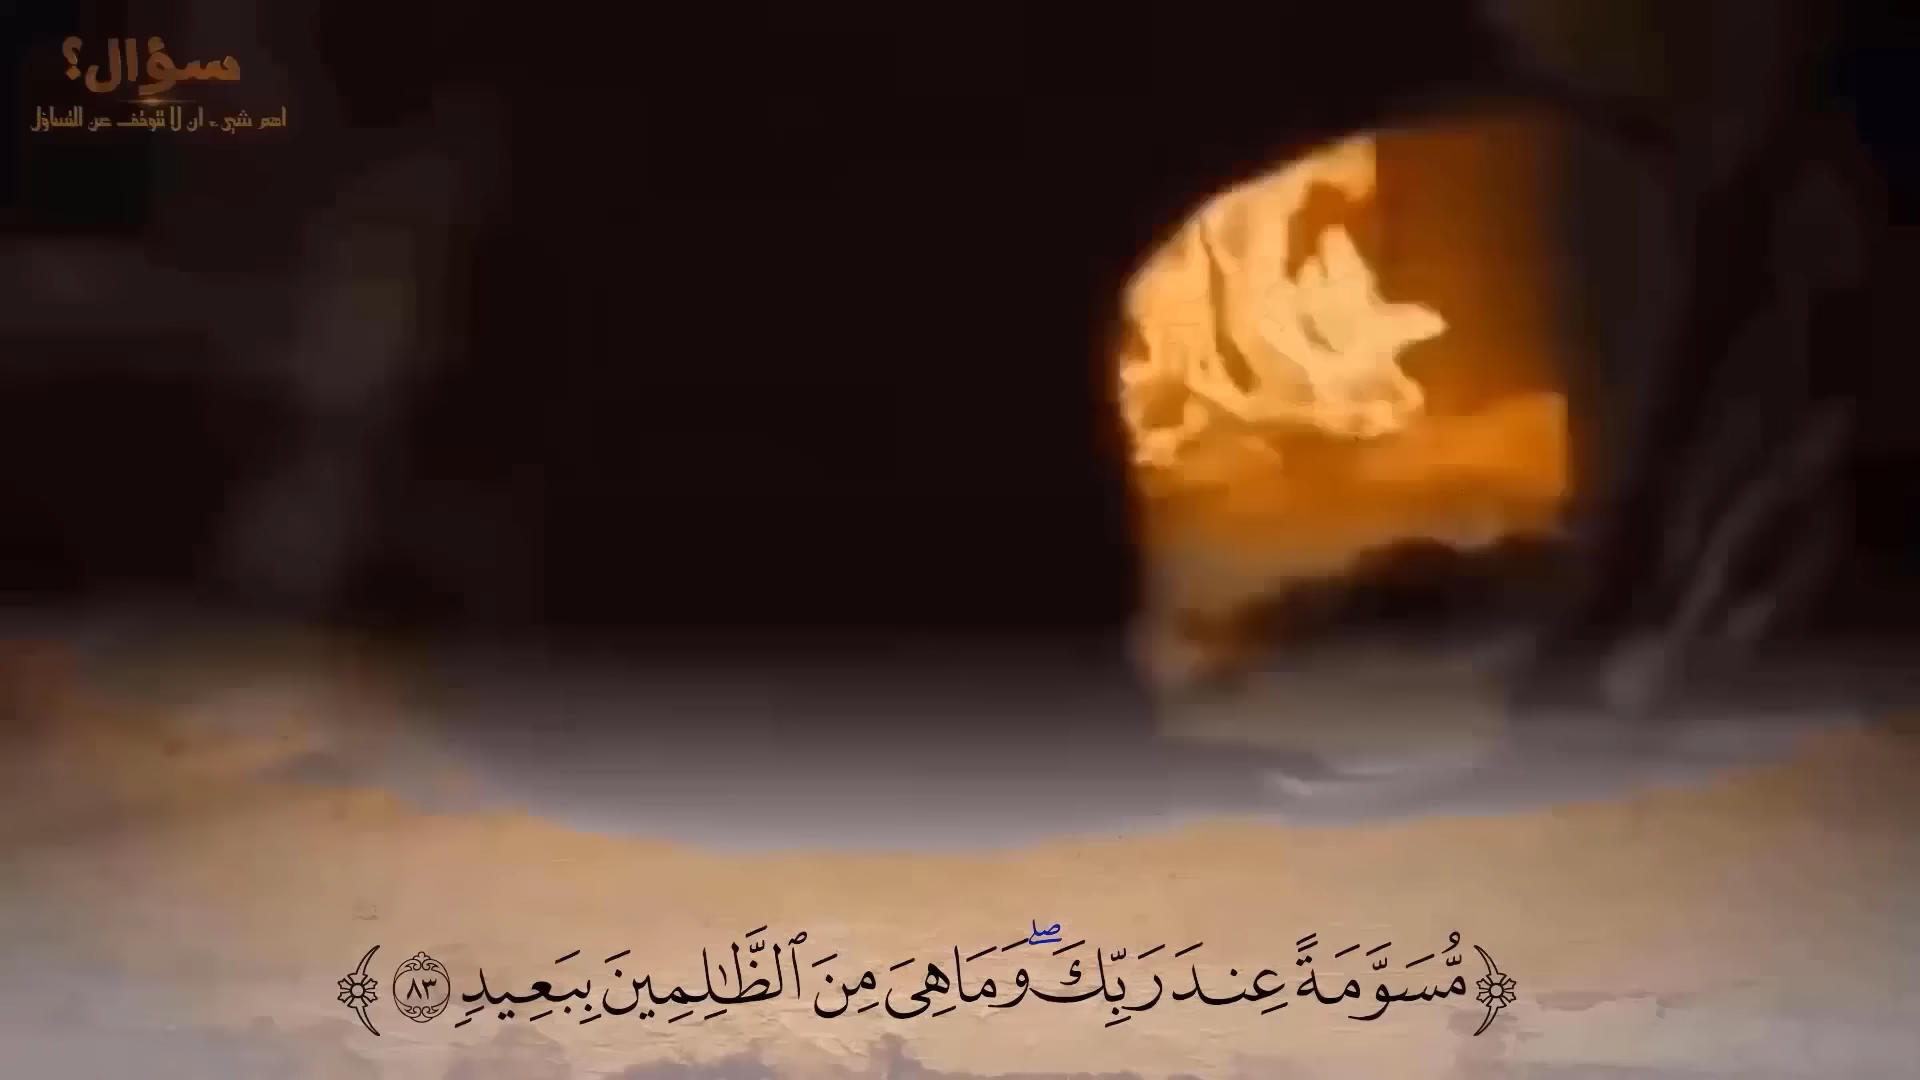 سؤال؟
اهم شيء ان لا تتوقف عن التساؤل
﴿مُّسَوَّمَةً عِندَ رَبِّكَ ۖ وَمَا هِىَ مِنَ ٱلظَّـٰلِمِينَ بِبَعِيدٍ ٨٣﴾